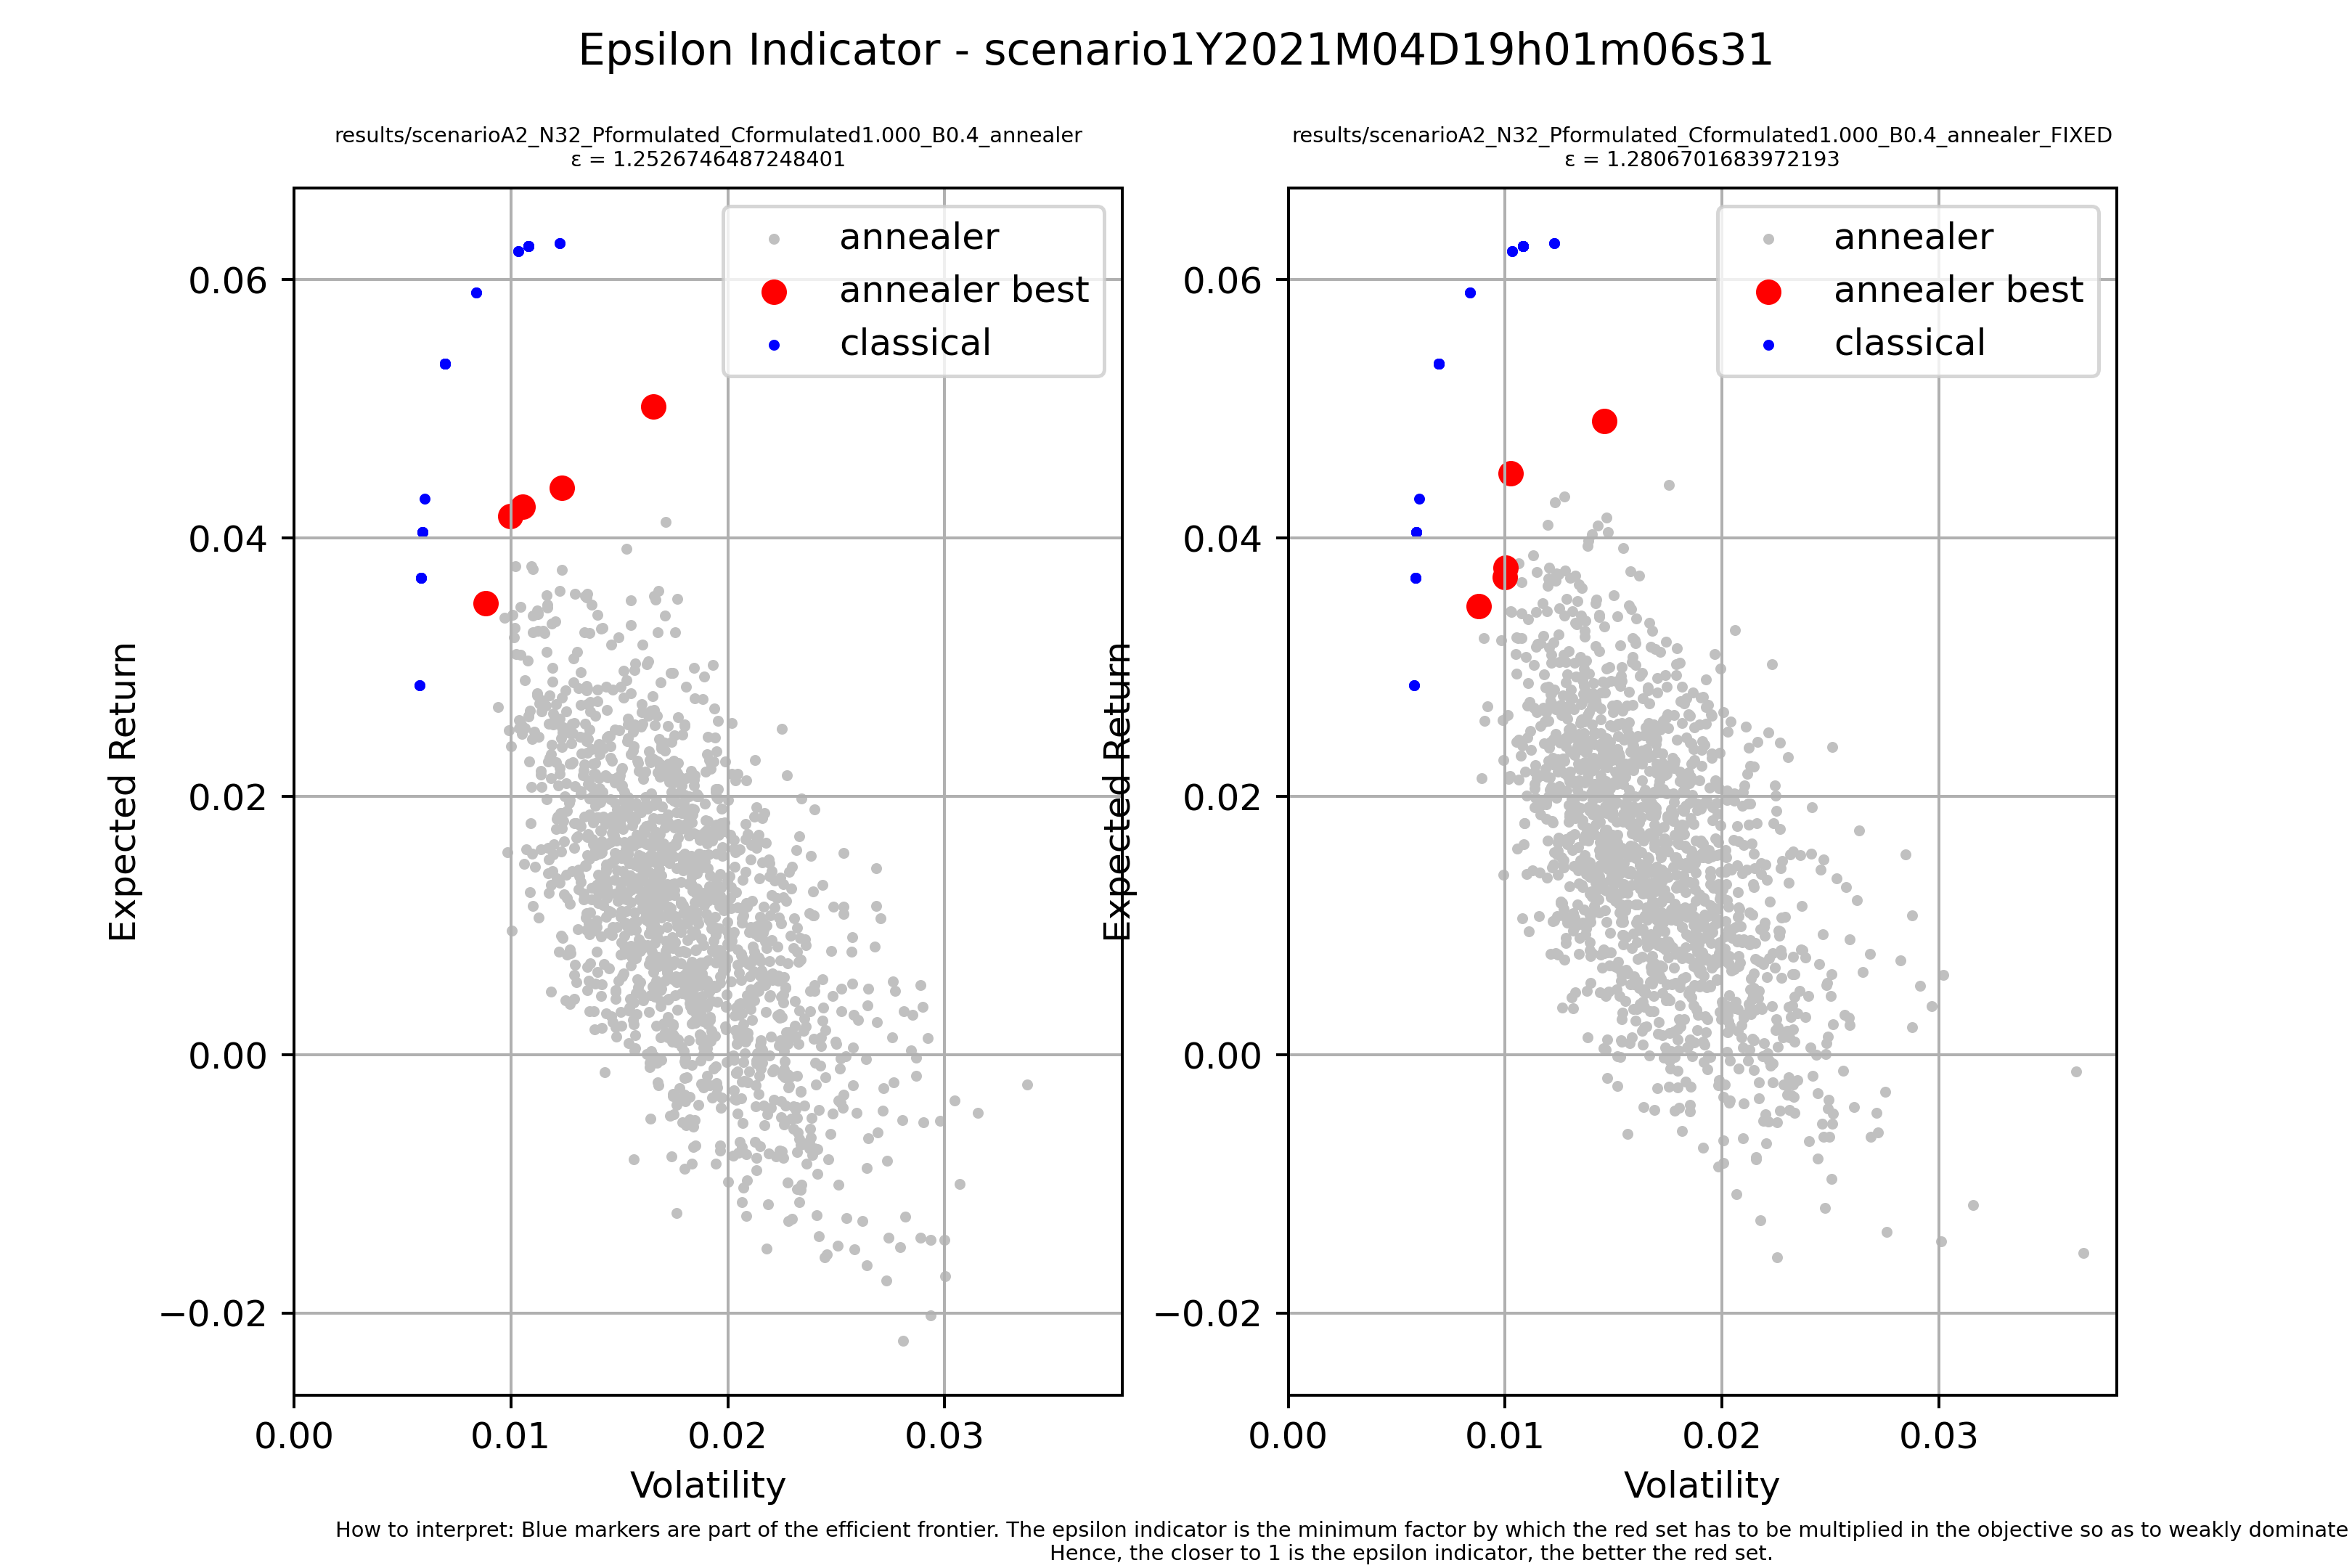 Epsilon Indicator - scenario1Y2021M04D19h01m06s31
results/scenarioA2_N32_Pformulated_Cformulated1.000_B0.4_annealer
ε = 1.2526746487248401
annealer
annealer best
classical
0.06
0.04
0.02
0.00
−0.02
Expected Return
0.00
0.01
0.02
0.03
Volatility
results/scenarioA2_N32_Pformulated_Cformulated1.000_B0.4_annealer_FIXED
ε = 1.2806701683972193
annealer
annealer best
classical
0.06
0.04
0.02
0.00
−0.02
Expected Return
0.00
0.01
0.02
0.03
Volatility
How to interpret: Blue markers are part of the efficient frontier. The epsilon indicator is the minimum factor by which the red set has to be multiplied in the objective so as to weakly dominate
Hence, the closer to 1 is the epsilon indicator, the better the red set.